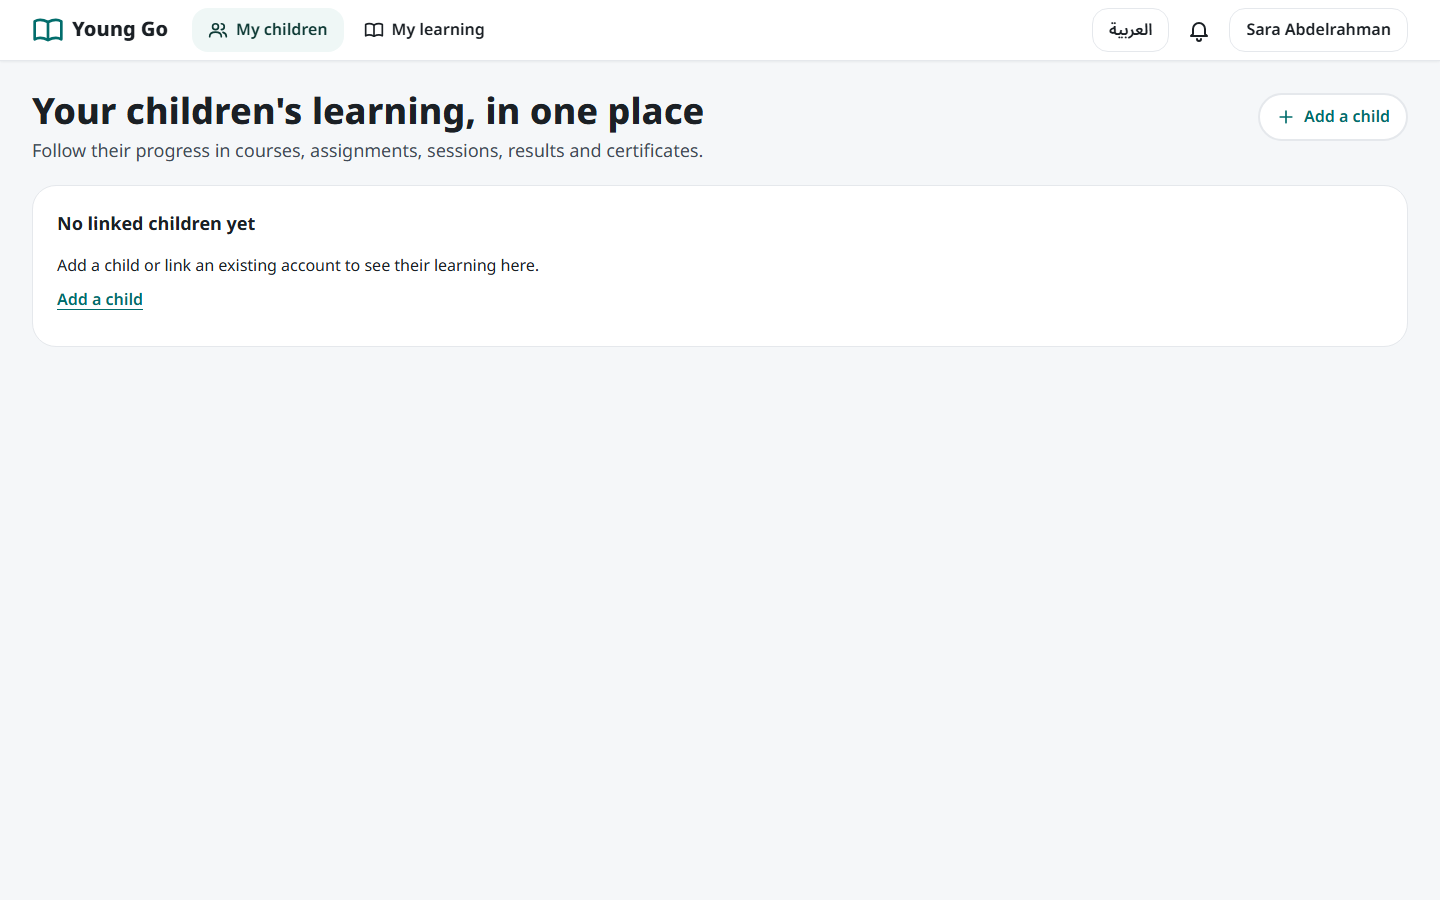 Young Go
My children
My learning
العربية
Sara Abdelrahman
Your children's learning, in one place
Follow their progress in courses, assignments, sessions, results and certificates.
Add a child
No linked children yet
Add a child or link an existing account to see their learning here.
Add a child